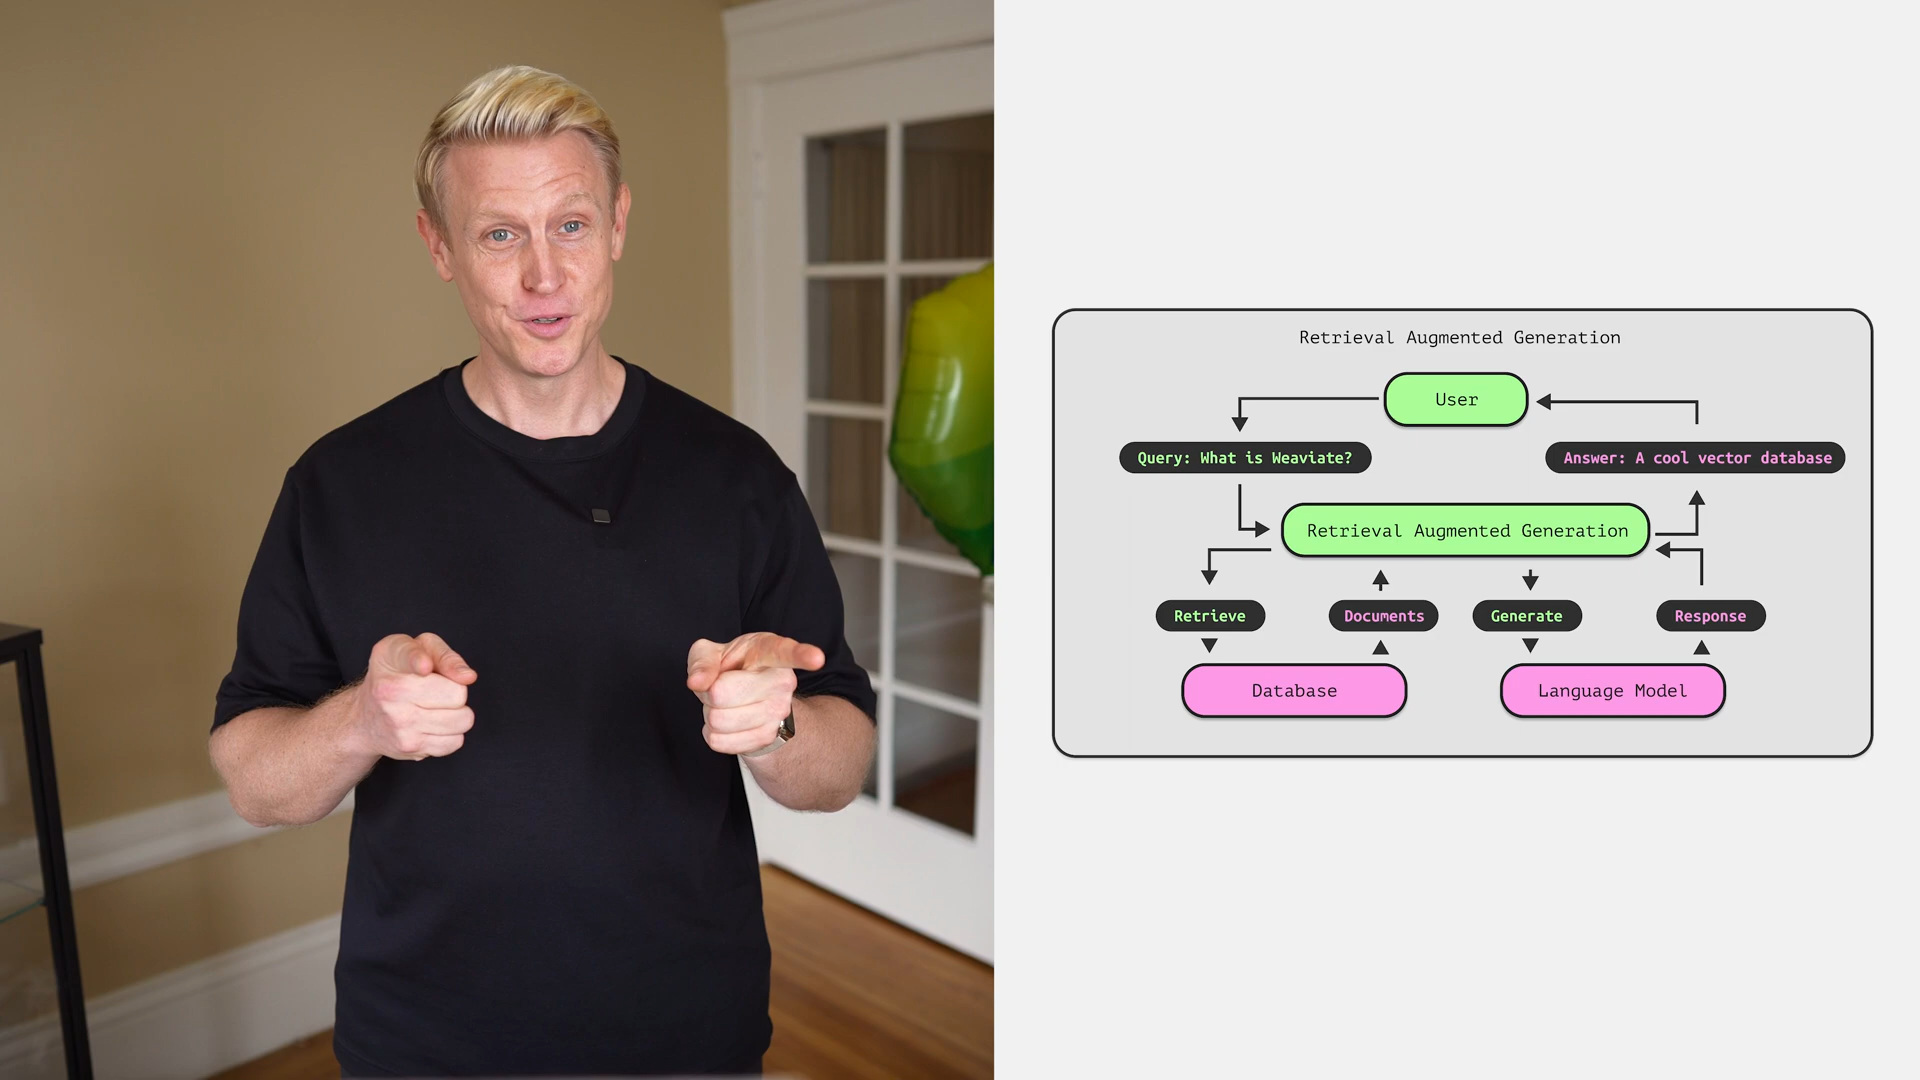 Retrieval Augmented Generation
User
Query: What is Weaviate?
Answer: A cool vector database
Retrieval Augmented Generation
Retrieve
Documents
Generate
Response
Database
Language Model